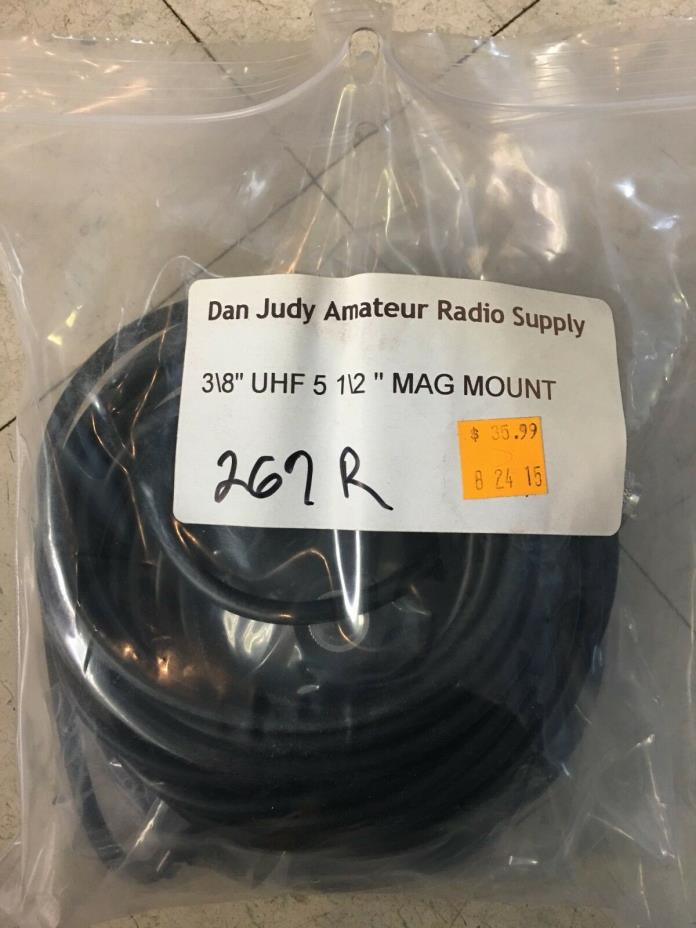 Dan Judy Amateur Radio Supply
3\8" UHF 5 1\2 " MAG MOUNT
267 R
$ 35.99
8 24 15